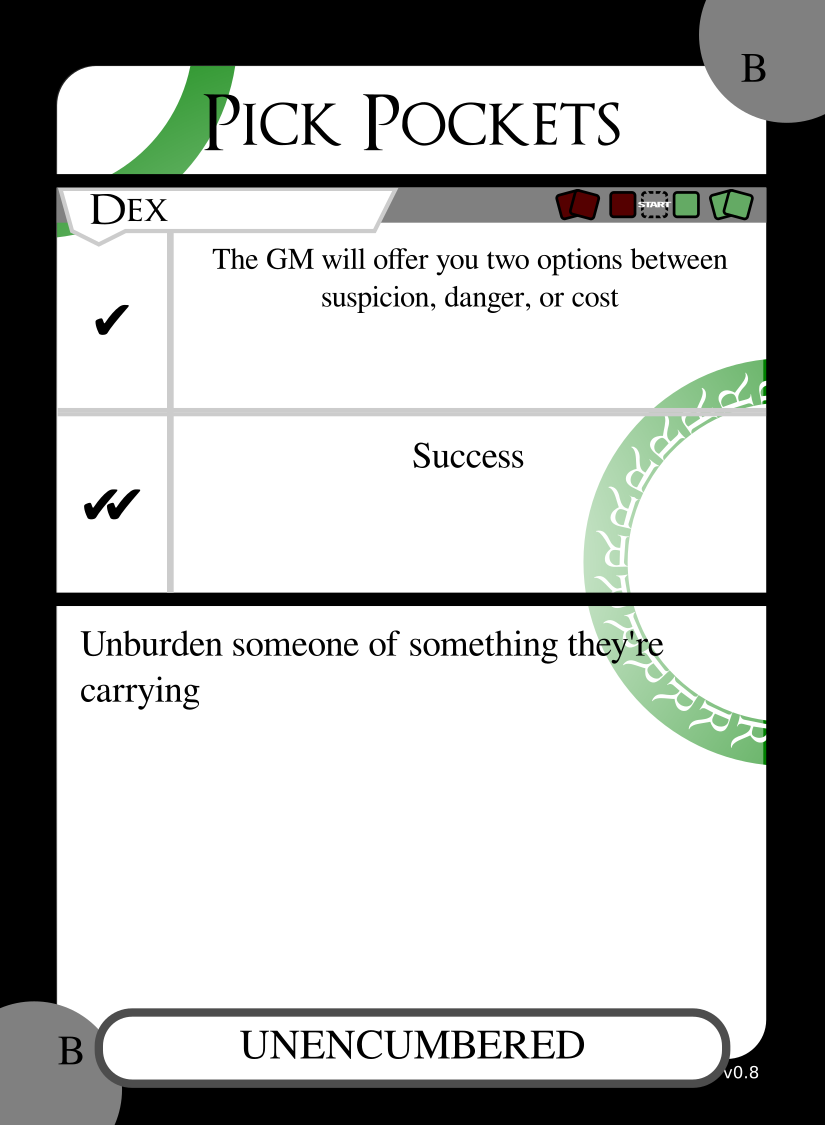 B
Pick Pockets
Dex
START
The GM will offer you two options between
suspicion, danger, or cost
✔
Success
✔✔
Unburden someone of something they're
carrying
B
UNENCUMBERED
v0.8